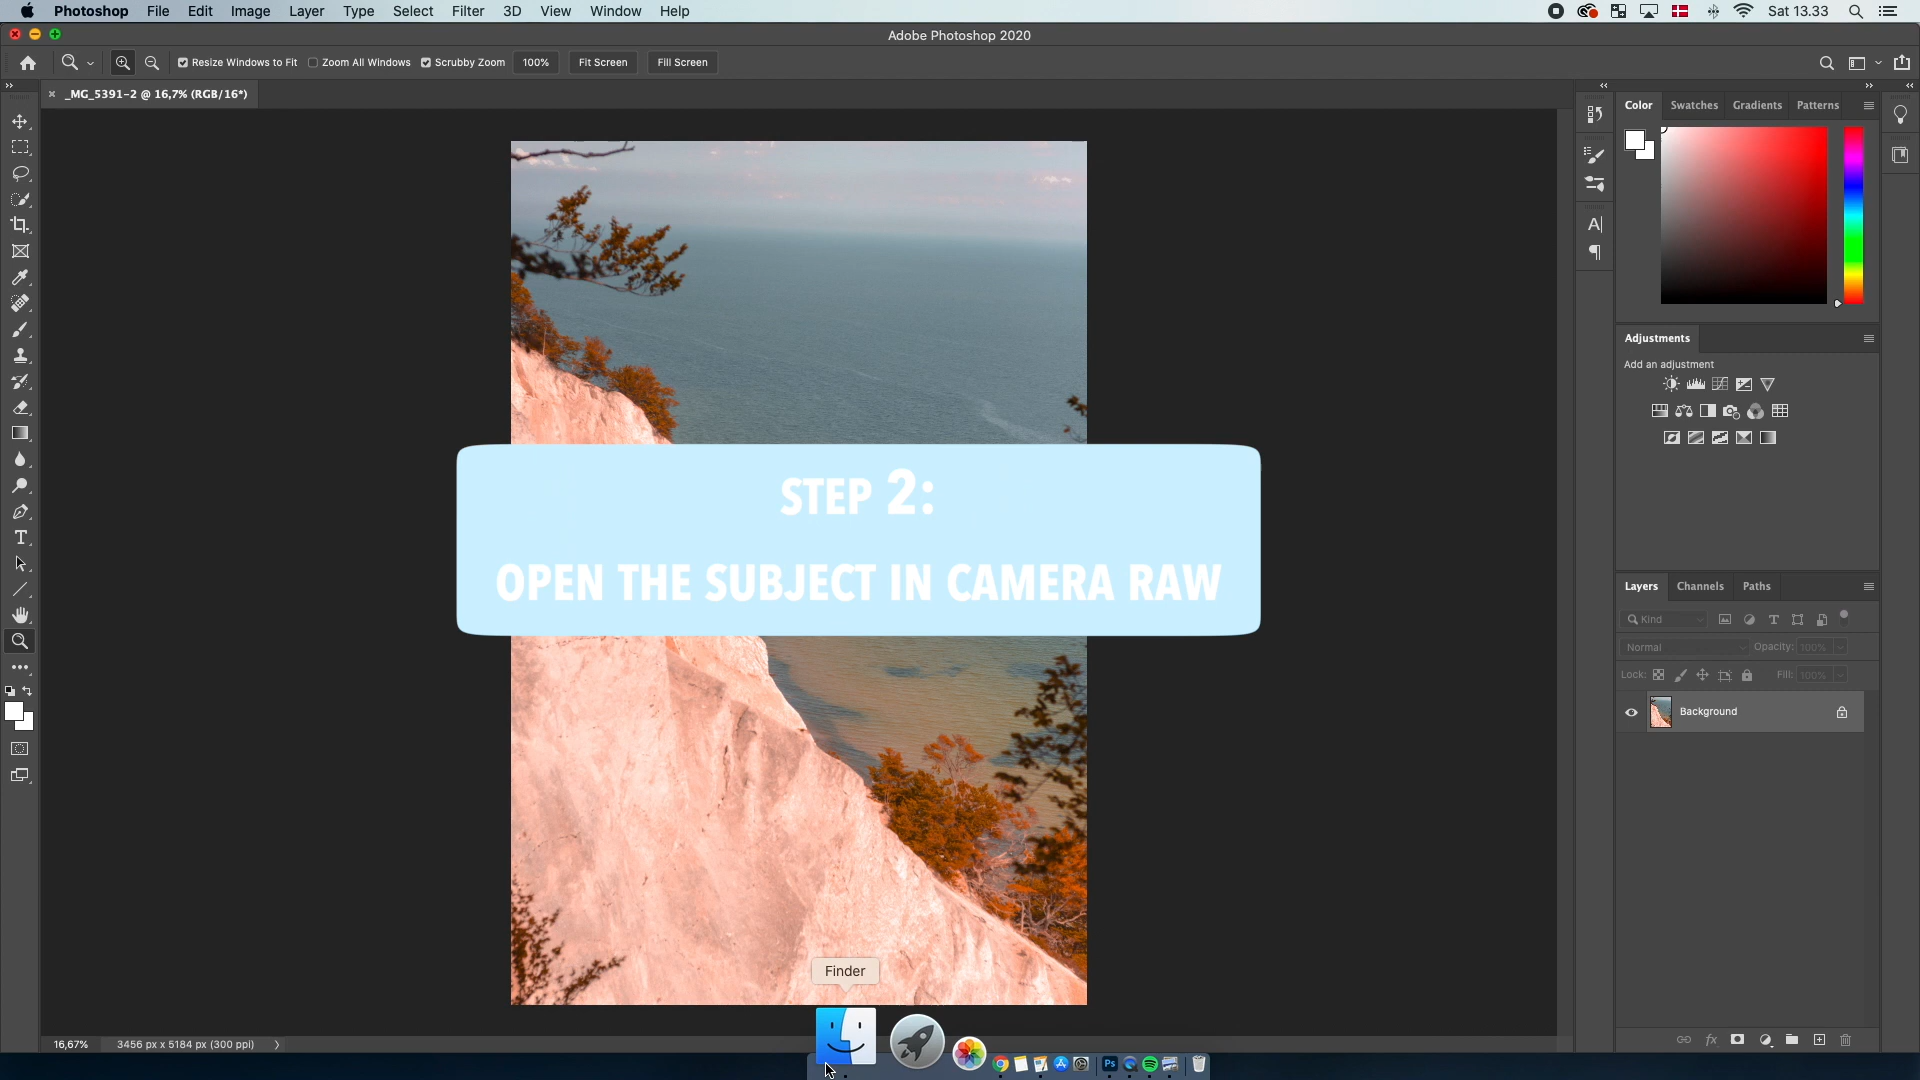 Photoshop File Edit Image Layer Type Select Filter 3D View Window Help Sat 13.33
Adobe Photoshop 2020
Resize Windows to Fit Zoom All Windows Scrubby Zoom 100% Fit Screen Fill Screen
_MG_5391-2 @ 16,7% (RGB/16*)
Color Swatches Gradients Patterns
Adjustments
Add an adjustment
STEP 2:
OPEN THE SUBJECT IN CAMERA RAW
Layers Channels Paths
Kind
Normal Opacity: 100%
Lock: Fill: 100%
Background
Finder
16,67% 3456 px x 5184 px (300 ppi)